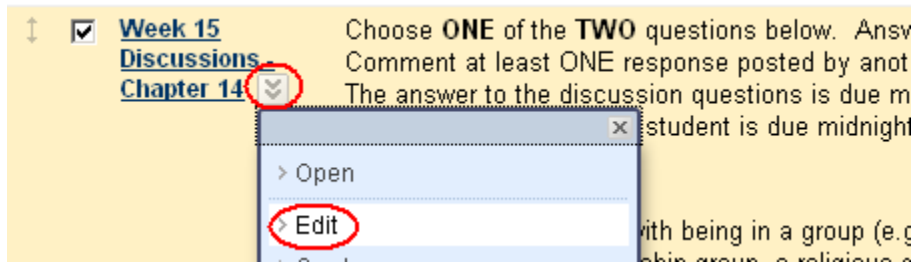 Week 15 Choose ONE of the TWO questions below. Answ
Discussions - Comment at least ONE response posted by anot
Chapter 14 The answer to the discussion questions is due m
student is due midnight
> Open
> Edit
with being in a group (e.g